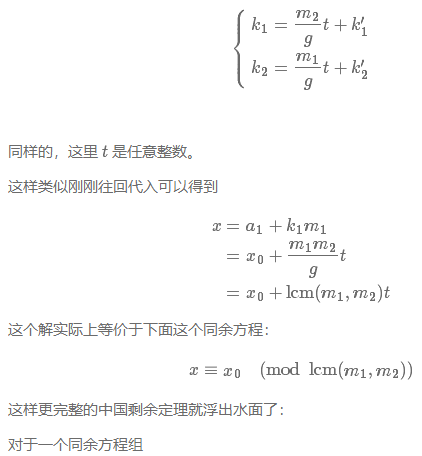 k₁ = m₂/g t + k₁′
k₂ = m₁/g t + k₂′
同样的，这里 t 是任意整数。
这样类似刚刚往回代入可以得到
x = a₁ + k₁m₁
= x₀ + m₁m₂/g t
= x₀ + lcm(m₁, m₂)t
这个解实际上等价于下面这个同余方程：
x ≡ x₀ (mod lcm(m₁, m₂))
这样更完整的中国剩余定理就浮出水面了：
对于一个同余方程组